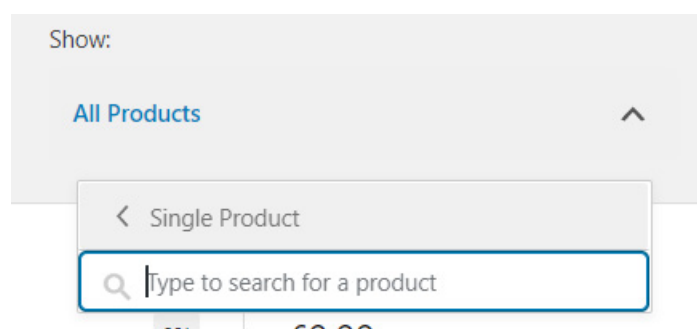 Show:
All Products
Single Product
Type to search for a product